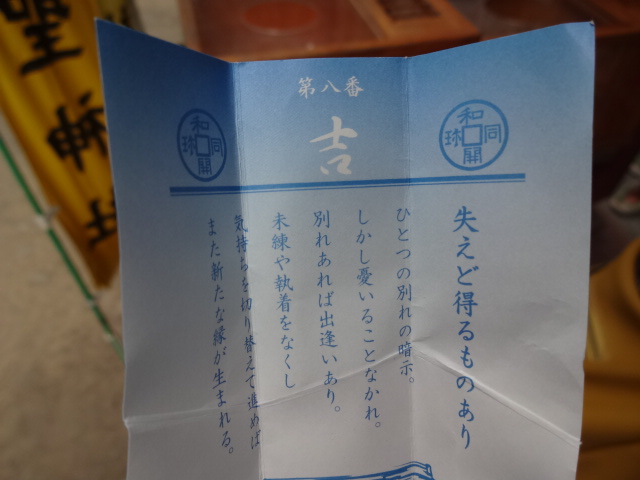 第八番
吉
和同開珎
和同開珎
失えど得るものあり
ひとつの別れの暗示。
しかし憂いることなかれ。
別れあれば出逢いあり。
未練や執着をなくし
気持ちを切り替えて進めば
また新たな縁が生まれる。